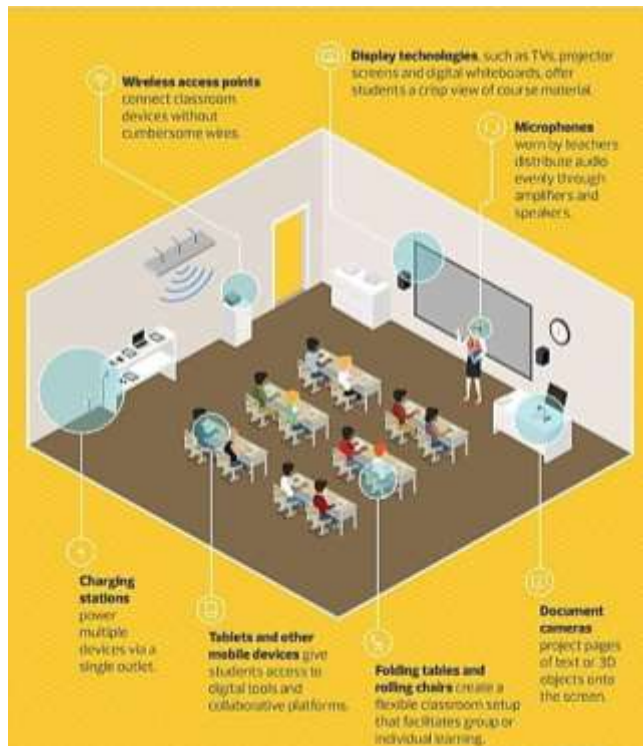 Wireless access points
connect classroom
devices without
cumbersome wires.
Display technologies, such as TVs, projector
screens and digital whiteboards, offer
students a crisp view of course material.
Microphones
worn by teachers
distribute audio
evenly through
amplifiers and
speakers.
Charging
stations
power
multiple
devices via a
single outlet.
Tablets and other
mobile devices give
students access to
digital tools and
collaborative platforms.
Folding tables and
rolling chairs create a
flexible classroom setup
that facilitates group or
individual learning.
Document
cameras
project pages
of text or 3D
objects onto
the screen.